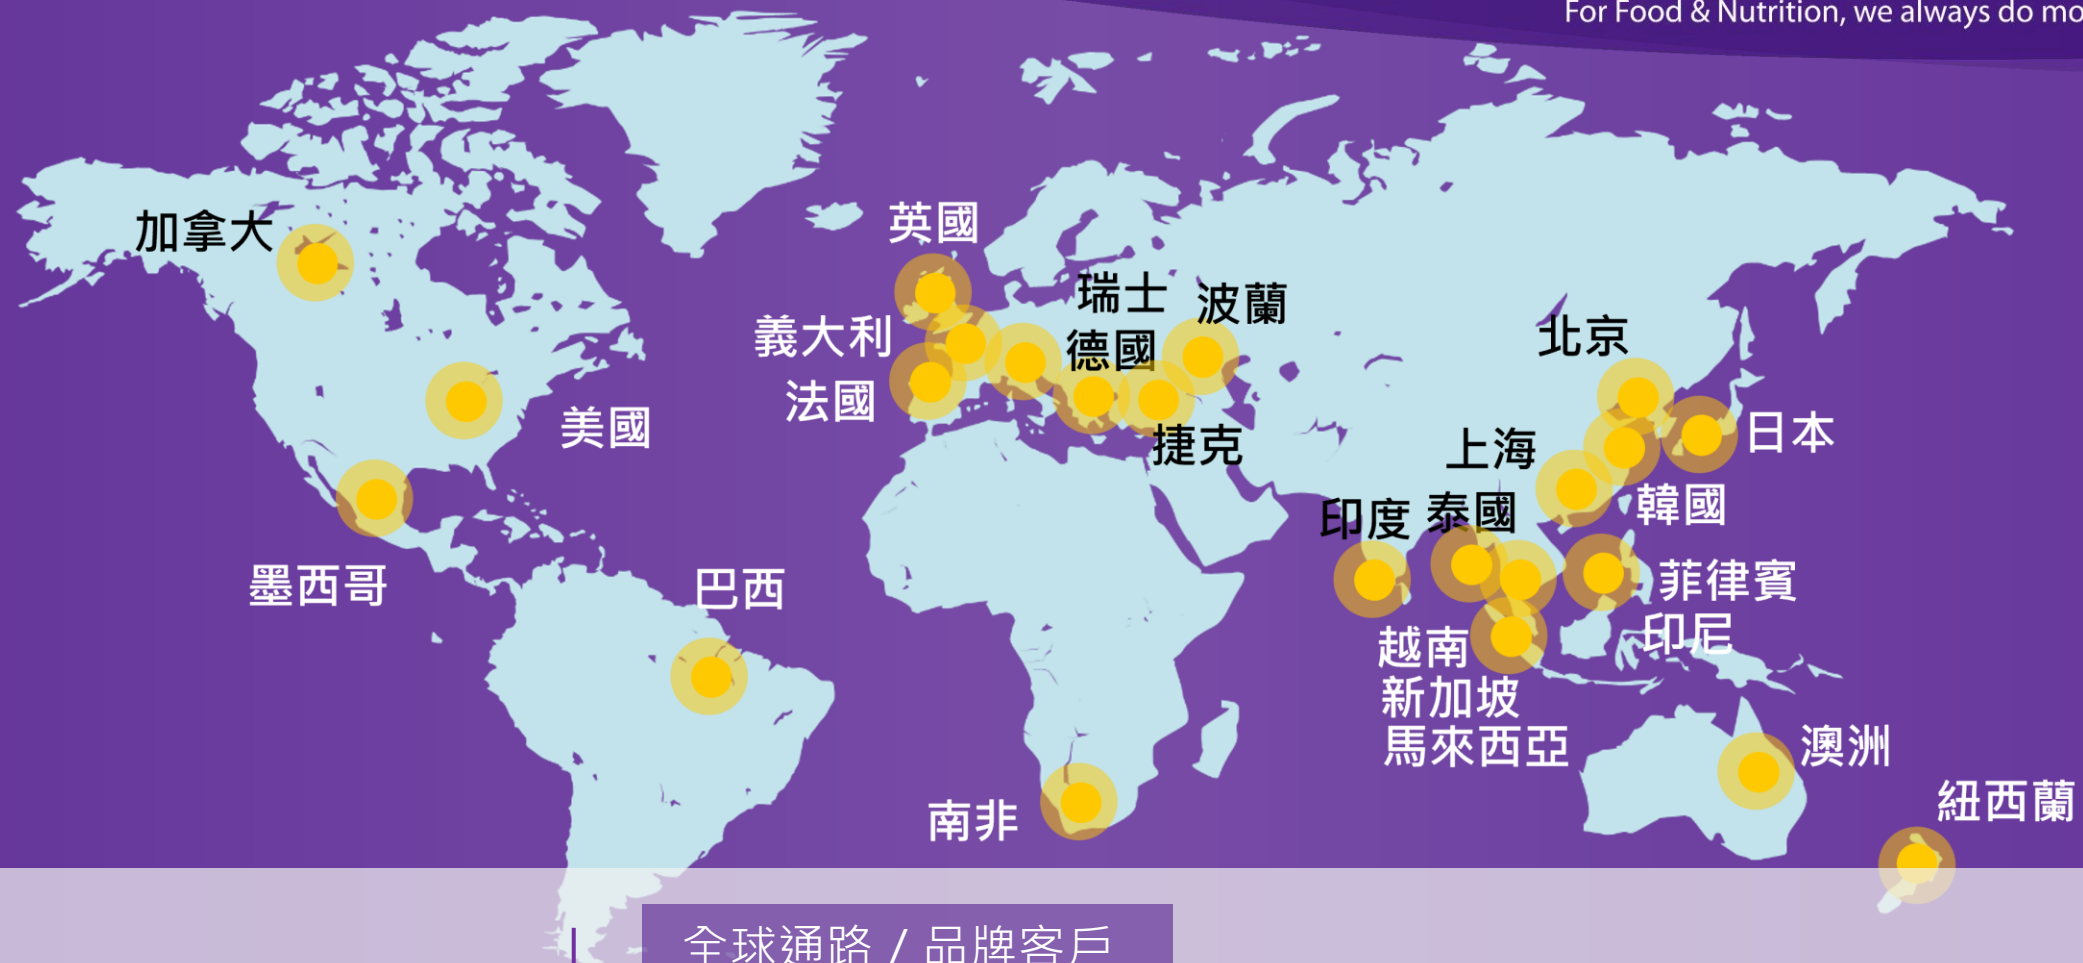 For Food & Nutrition, we always do mo
加拿大
英國
瑞士
波蘭
義大利
德國
北京
法國
美國
捷克
上海
日本
印度
泰國
韓國
墨西哥
巴西
菲律賓
越南
印尼
新加坡
馬來西亞
澳洲
南非
紐西蘭
全球通路 / 品牌客戶